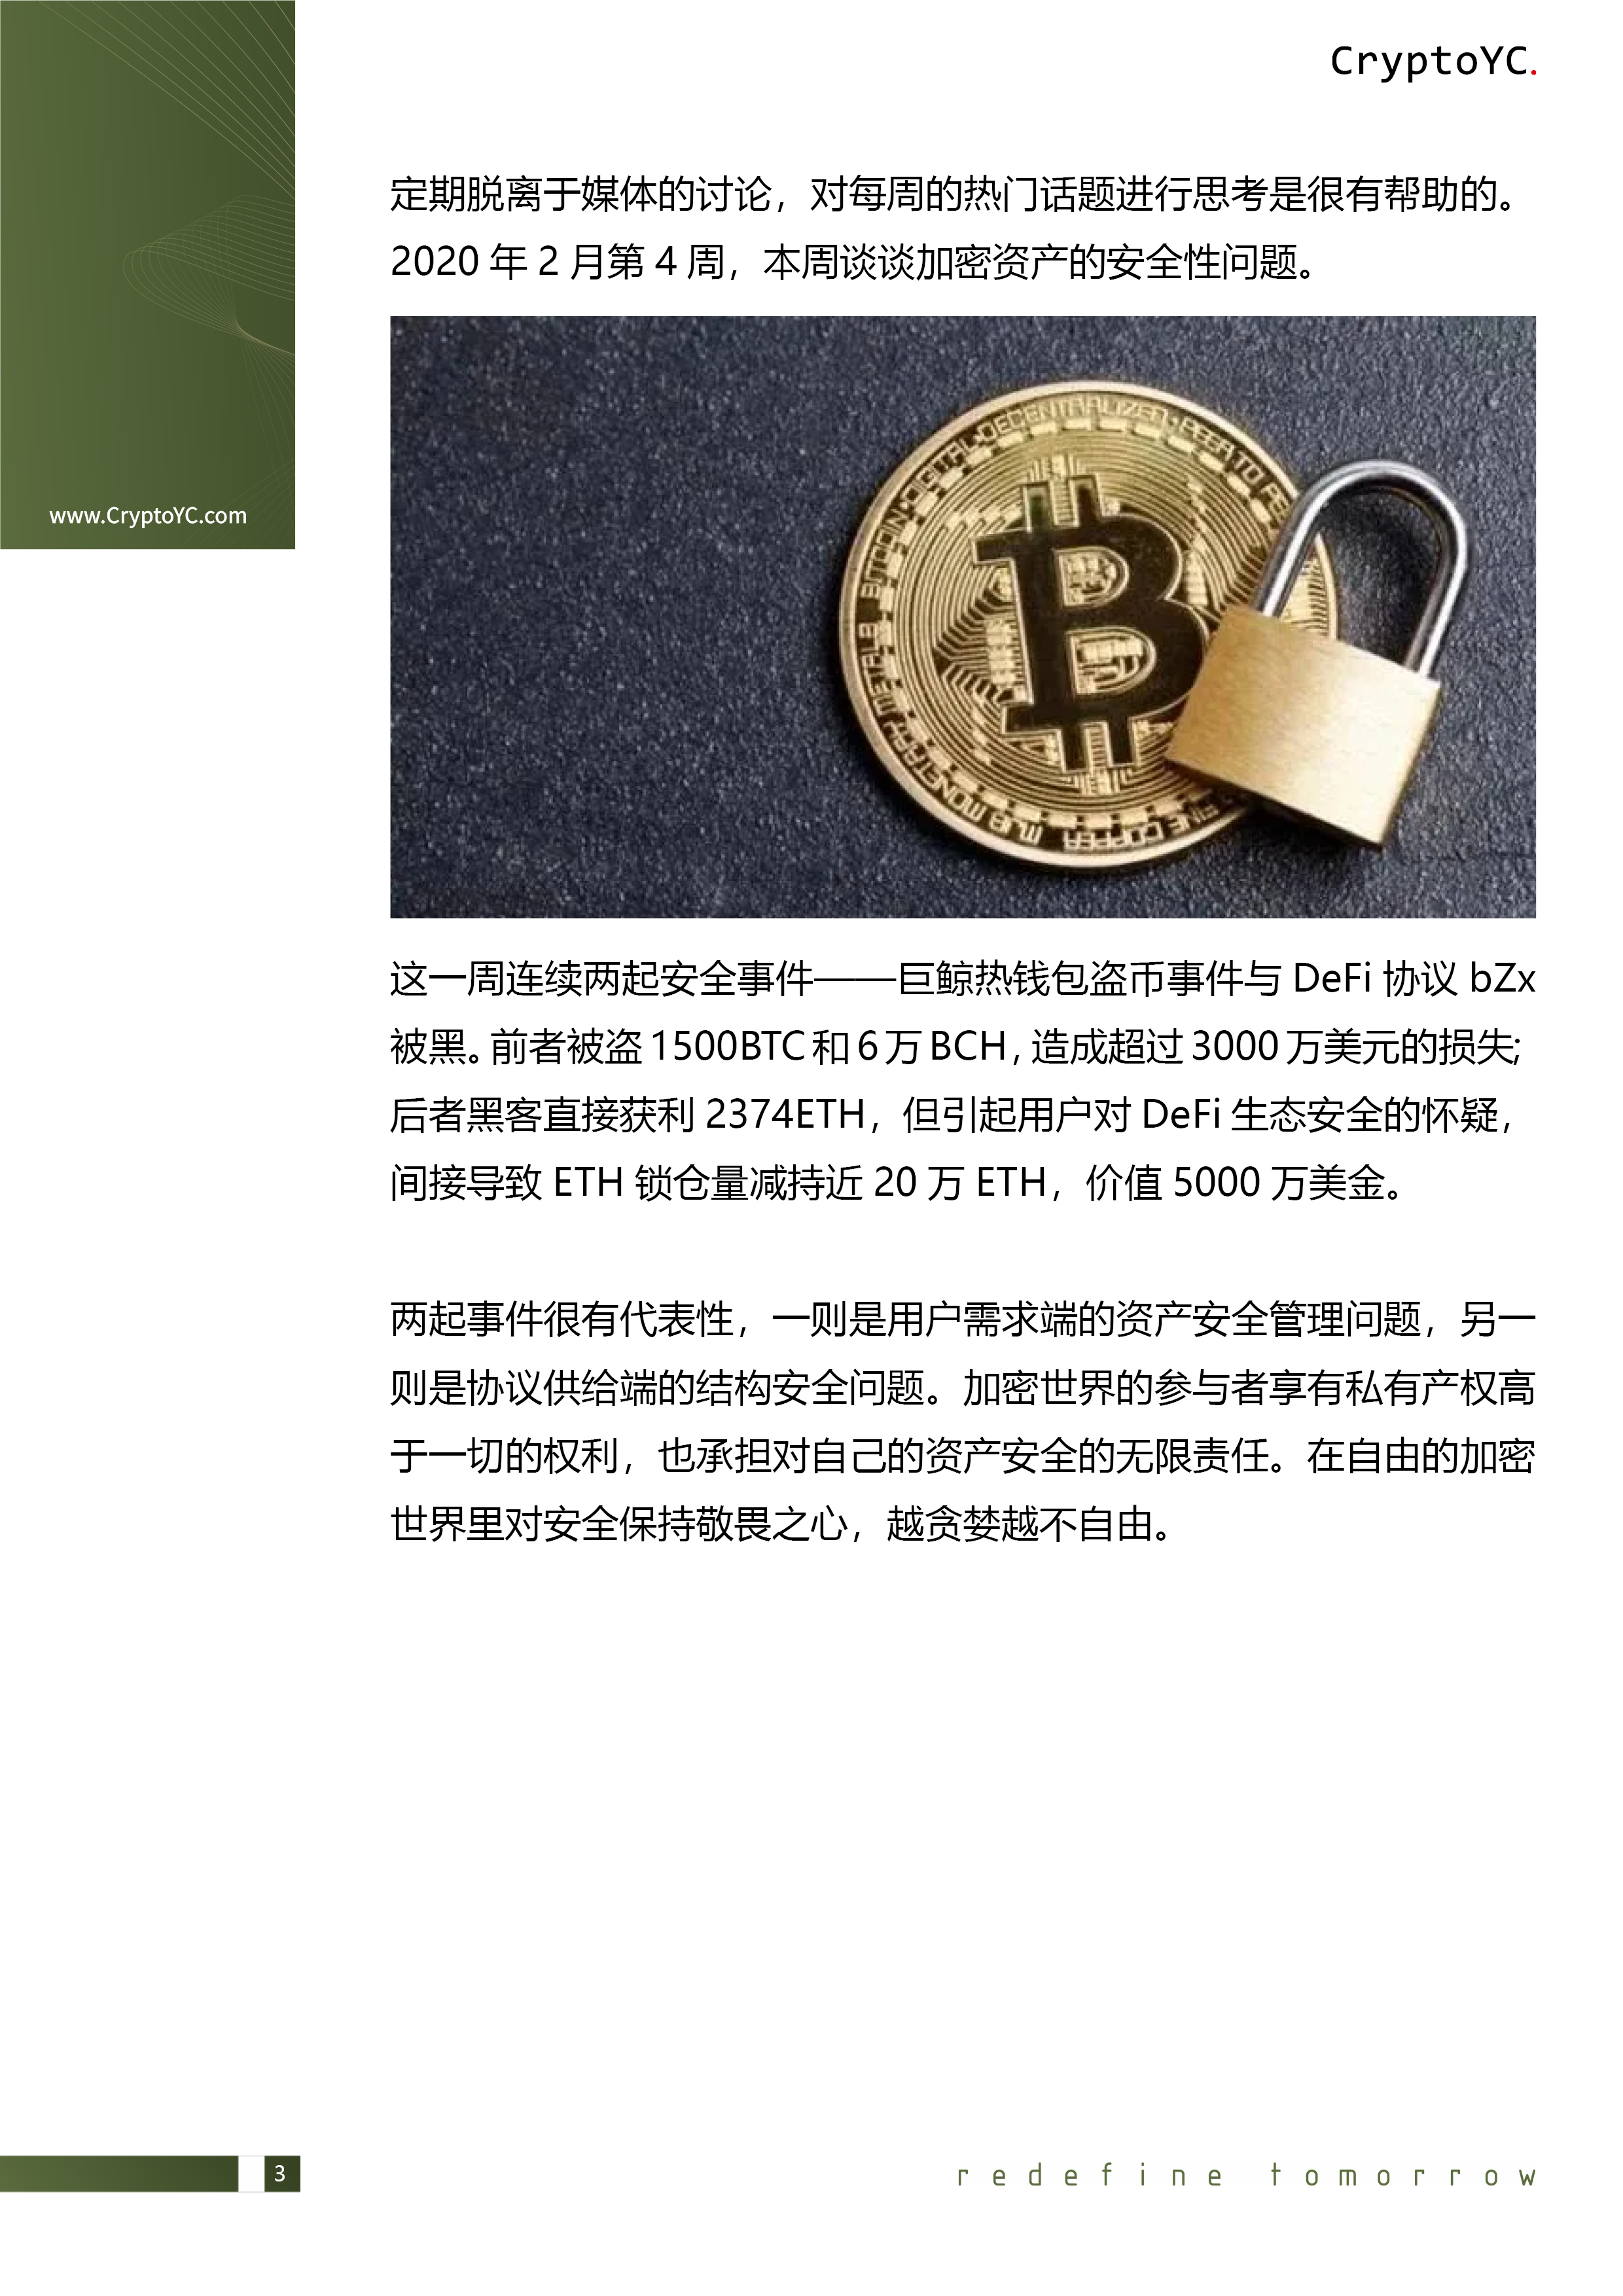 CryptoYC.
www.CryptoYC.com
定期脱离于媒体的讨论，对每周的热门话题进行思考是很有帮助的。
2020 年 2 月第 4 周，本周谈谈加密资产的安全性问题。
BITCOIN·DIGITAL·DECENTRALIZED·PEER TO PEE
这一周连续两起安全事件——巨鲸热钱包盗币事件与 DeFi 协议 bZx
被黑。前者被盗 1500BTC 和 6 万 BCH，造成超过 3000 万美元的损失；
后者黑客直接获利 2374ETH，但引起用户对 DeFi 生态安全的怀疑，
间接导致 ETH 锁仓量减持近 20 万 ETH，价值 5000 万美金。
两起事件很有代表性，一则是用户需求端的资产安全管理问题，另一
则是协议供给端的结构安全问题。加密世界的参与者享有私有产权高
于一切的权利，也承担对自己的资产安全的无限责任。在自由的加密
世界里对安全保持敬畏之心，越贪婪越不自由。
3
redefine tomorrow